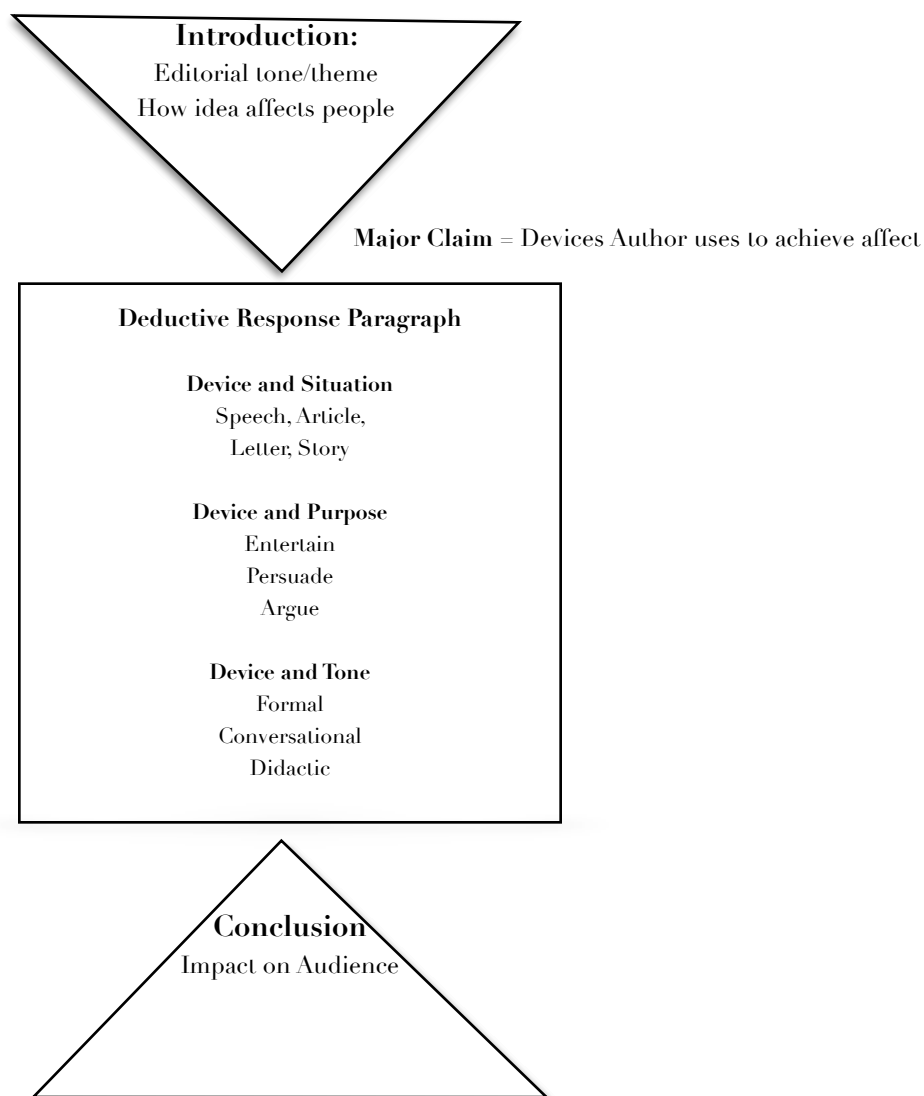 Introduction:
Editorial tone/theme
How idea affects people
Major Claim = Devices Author uses to achieve affect
Deductive Response Paragraph
Device and Situation
Speech, Article,
Letter, Story
Device and Purpose
Entertain
Persuade
Argue
Device and Tone
Formal
Conversational
Didactic
Conclusion
Impact on Audience